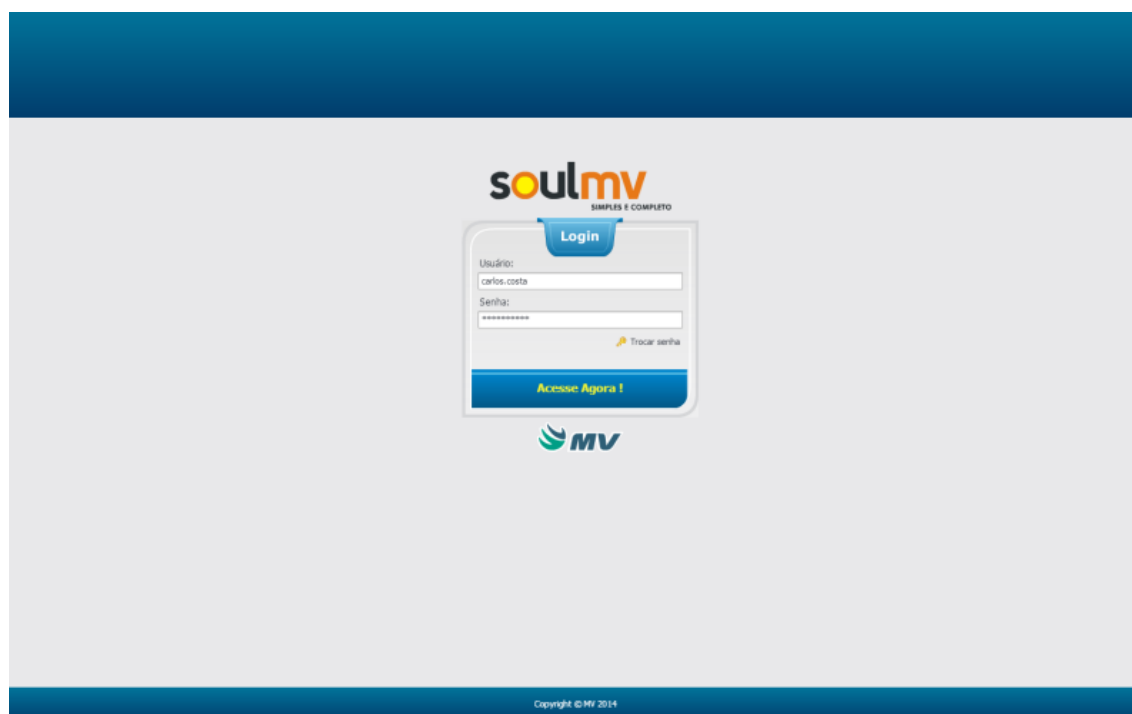 soulmv
SIMPLES E COMPLETO
Login
Usuário:
carlos.costa
Senha:
**********
Trocar senha
Acesse Agora !
MV
Copyright © MV 2014